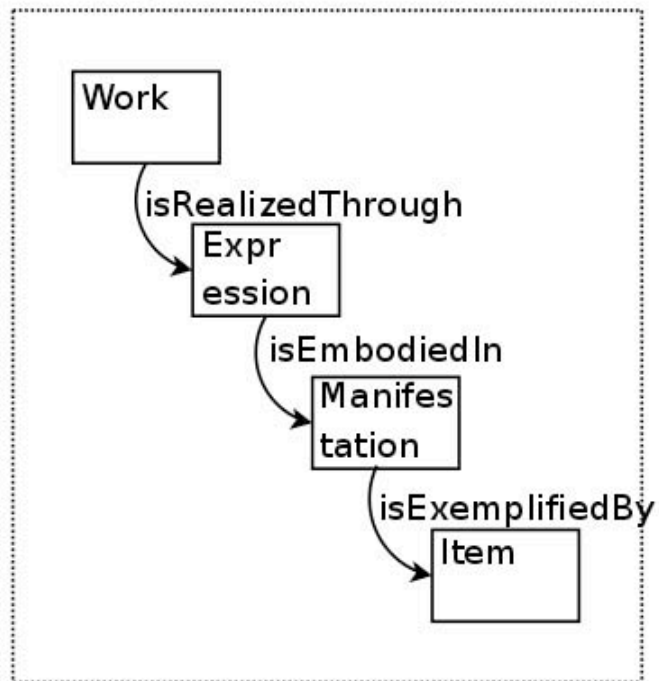 Work
isRealizedThrough
Expr
ession
isEmbodiedIn
Manifes
tation
isExemplifiedBy
Item